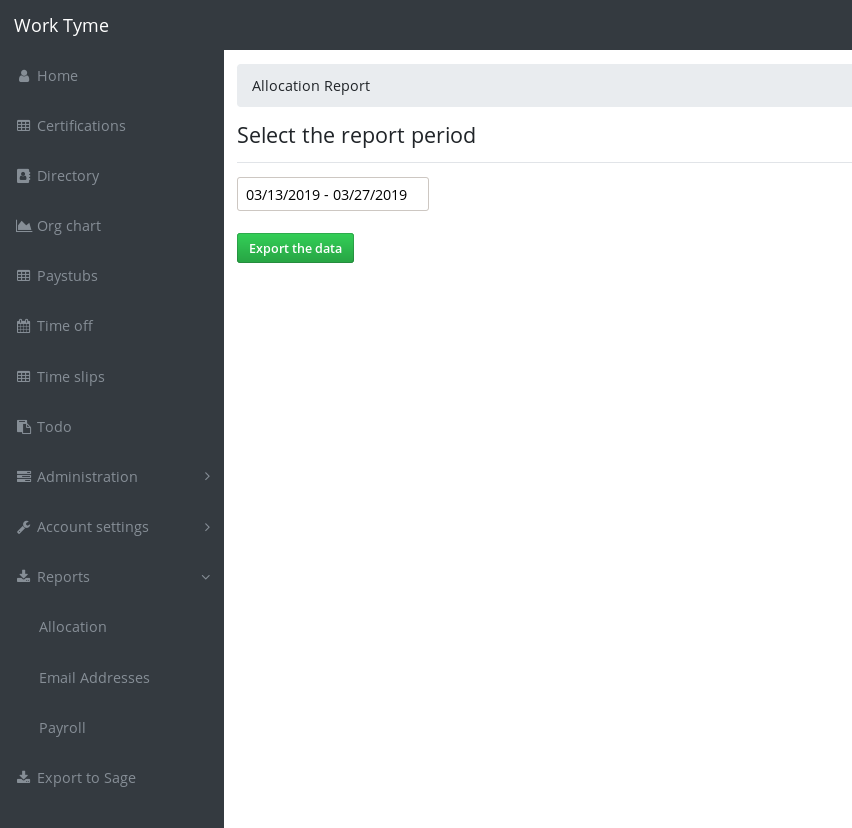 Work Tyme
Home
Certifications
Directory
Org chart
Paystubs
Time off
Time slips
Todo
Administration
Account settings
Reports
Allocation
Email Addresses
Payroll
Export to Sage
Allocation Report
Select the report period
03/13/2019 - 03/27/2019
Export the data